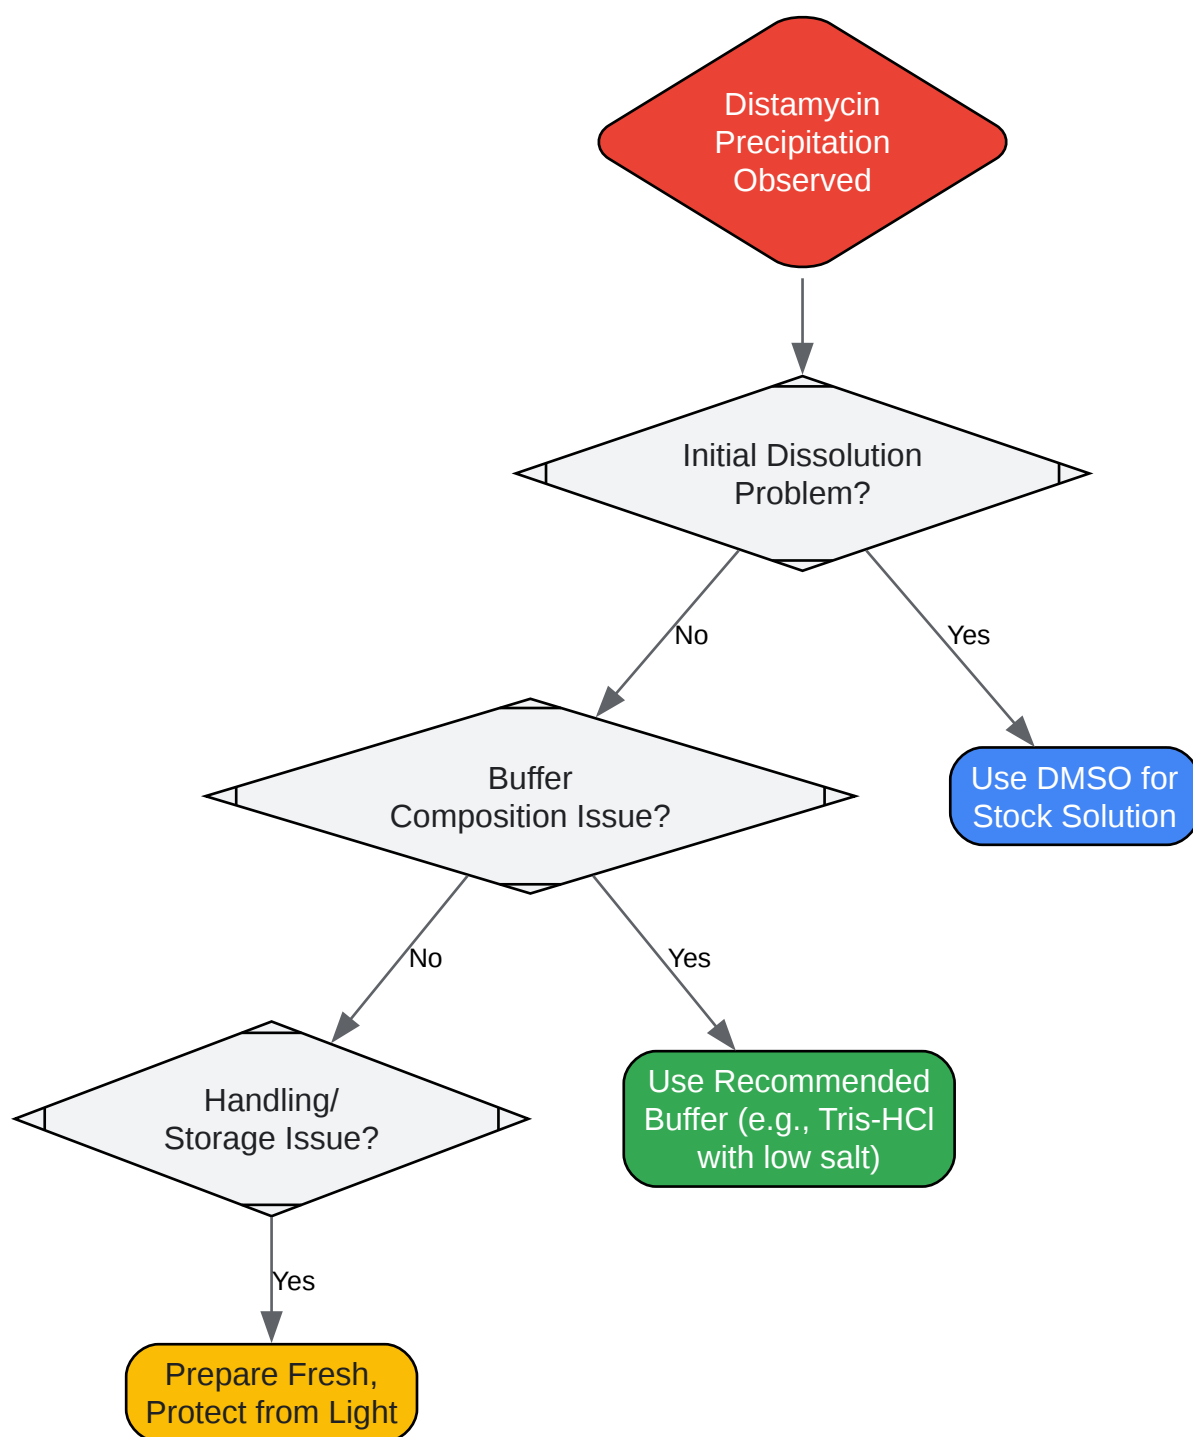 Distamycin
Precipitation
Observed
Initial Dissolution
Problem?
No
Yes
Buffer
Composition Issue?
Use DMSO for
Stock Solution
No
Yes
Handling/
Storage Issue?
Use Recommended
Buffer (e.g., Tris-HCl
with low salt)
Yes
Prepare Fresh,
Protect from Light